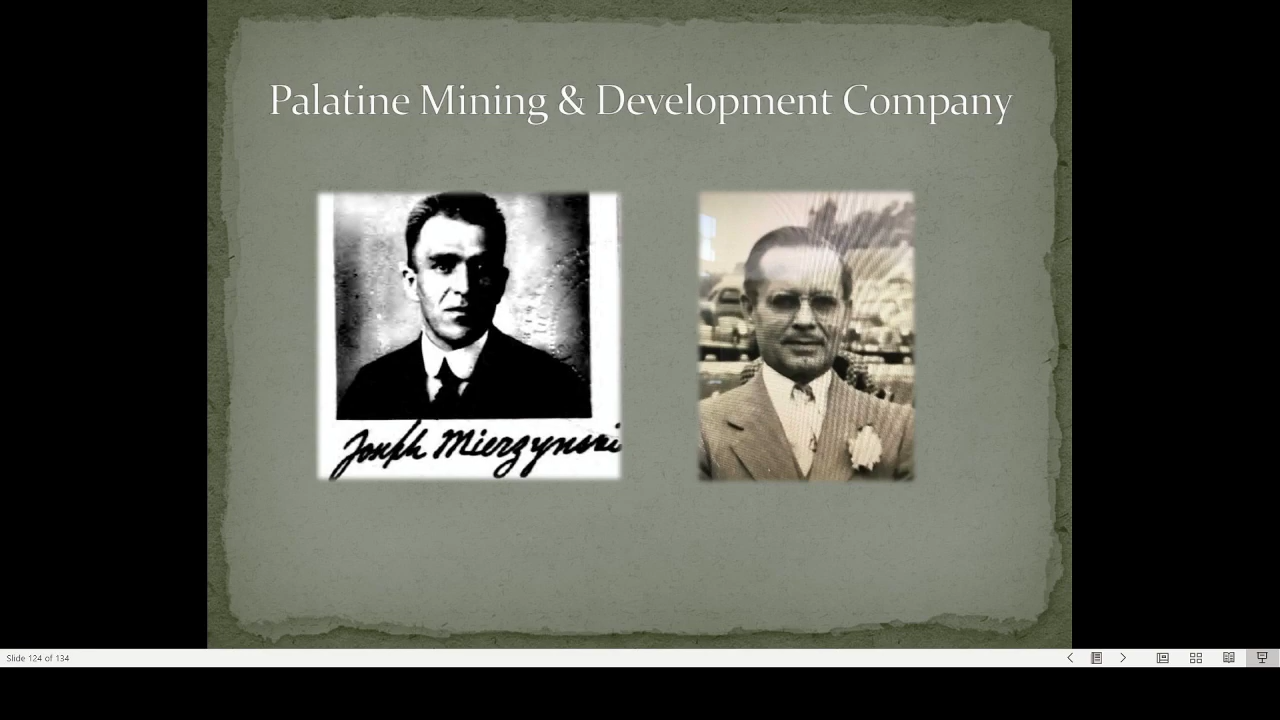 Palatine Mining & Development Company
Joseph Mierzynski
Slide 124 of 134